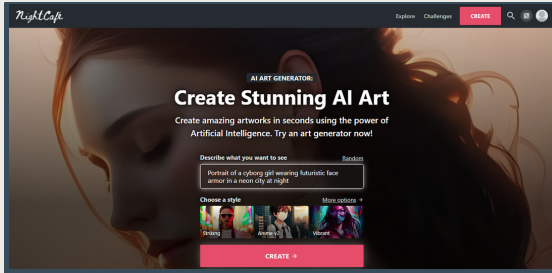 NightCafe
Explore
Challenges
CREATE
AI ART GENERATOR:
Create Stunning AI Art
Create amazing artworks in seconds using the power of
Artificial Intelligence. Try an art generator now!
Describe what you want to see
Random
Portrait of a cyborg girl wearing futuristic face
armor in a neon city at night
Choose a style
More options →
Striking
Anime v2
Vibrant
CREATE →